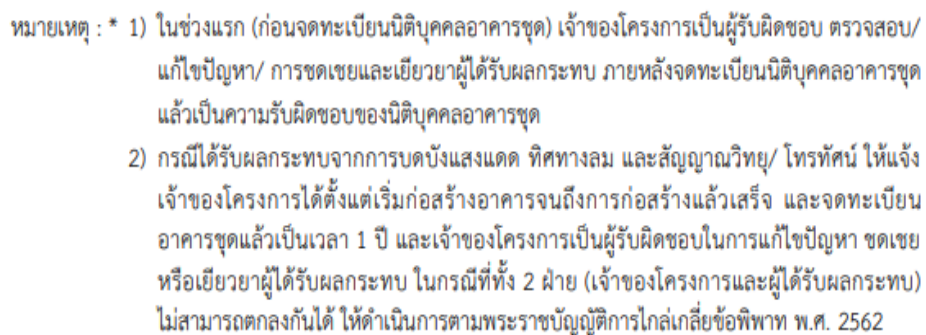 หมายเหตุ : * 1) ในช่วงแรก (ก่อนจดทะเบียนนิติบุคคลอาคารชุด) เจ้าของโครงการเป็นผู้รับผิดชอบ ตรวจสอบ/
แก้ไขปัญหา/ การชดเชยและเยียวยาผู้ได้รับผลกระทบ ภายหลังจดทะเบียนนิติบุคคลอาคารชุด
แล้วเป็นความรับผิดชอบของนิติบุคคลอาคารชุด
2) กรณีได้รับผลกระทบจากการบดบังแสงแดด ทิศทางลม และสัญญาณวิทยุ/ โทรทัศน์ ให้แจ้ง
เจ้าของโครงการได้ตั้งแต่เริ่มก่อสร้างอาคารจนถึงการก่อสร้างแล้วเสร็จ และจดทะเบียน
อาคารชุดแล้วเป็นเวลา 1 ปี และเจ้าของโครงการเป็นผู้รับผิดชอบในการแก้ไขปัญหา ชดเชย
หรือเยียวยาผู้ได้รับผลกระทบ ในกรณีที่ทั้ง 2 ฝ่าย (เจ้าของโครงการและผู้ได้รับผลกระทบ)
ไม่สามารถตกลงกันได้ ให้ดำเนินการตามพระราชบัญญัติการไกล่เกลี่ยข้อพิพาท พ.ศ. 2562